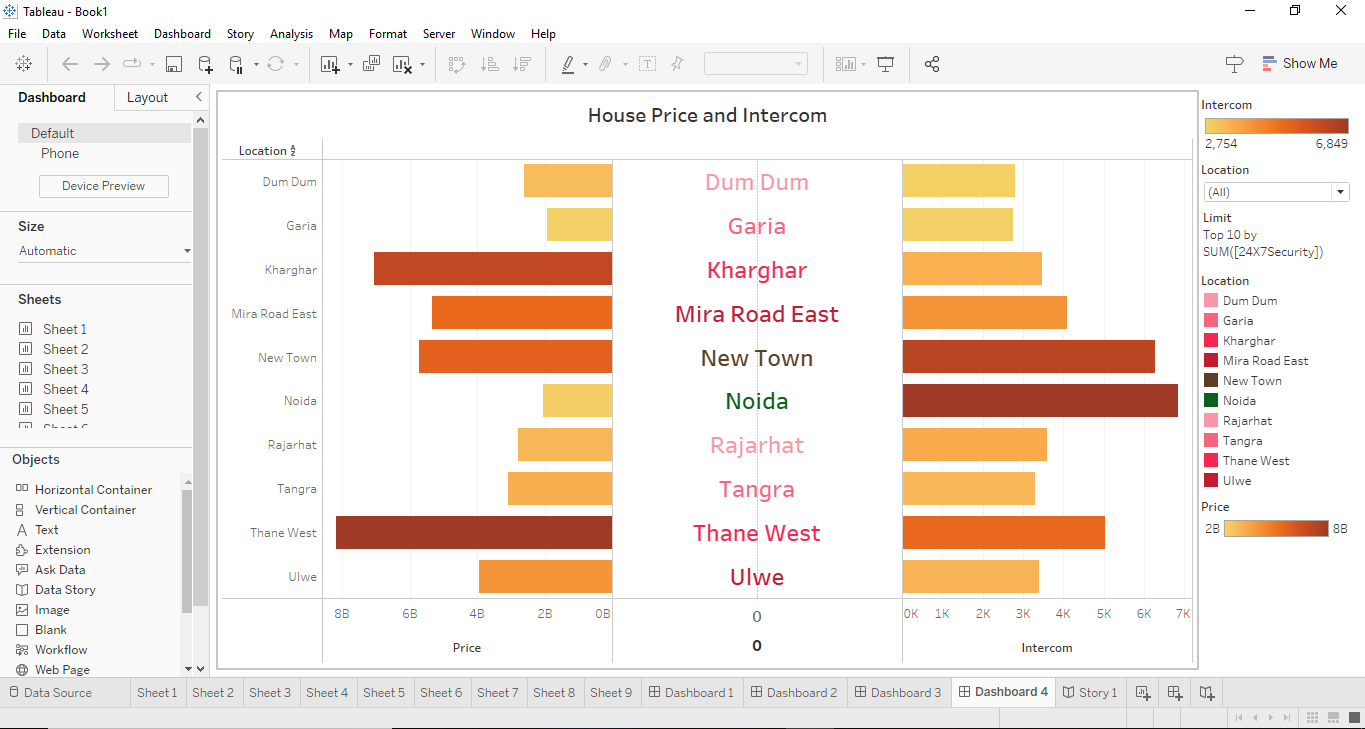 Tableau - Book1
File Data Worksheet Dashboard Story Analysis Map Format Server Window Help
Show Me
Dashboard Layout
Default
Phone
Device Preview
Size
Automatic
Sheets
Sheet 1
Sheet 2
Sheet 3
Sheet 4
Sheet 5
Sheet 6
Objects
Horizontal Container
Vertical Container
Text
Extension
Ask Data
Data Story
Image
Blank
Workflow
Web Page
House Price and Intercom
Location
Dum Dum Dum Dum
Garia Garia
Kharghar Kharghar
Mira Road East Mira Road East
New Town New Town
Noida Noida
Rajarhat Rajarhat
Tangra Tangra
Thane West Thane West
Ulwe Ulwe
8B 6B 4B 2B 0B 0 0K 1K 2K 3K 4K 5K 6K 7K
Price 0 Intercom
Intercom
2,754 6,849
Location
(All)
Limit
Top 10 by
SUM([24X7Security])
Location
Dum Dum
Garia
Kharghar
Mira Road East
New Town
Noida
Rajarhat
Tangra
Thane West
Ulwe
Price
2B 8B
Data Source Sheet 1 Sheet 2 Sheet 3 Sheet 4 Sheet 5 Sheet 6 Sheet 7 Sheet 8 Sheet 9 Dashboard 1 Dashboard 2 Dashboard 3 Dashboard 4 Story 1